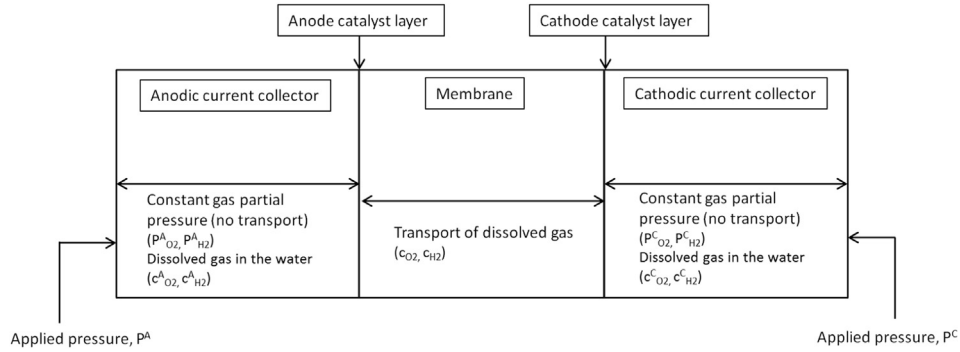 Anode catalyst layer
Cathode catalyst layer
Anodic current collector
Membrane
Cathodic current collector
Constant gas partial
pressure (no transport)
(P^A_O2, P^A_H2)
Dissolved gas in the water
(c^A_O2, c^A_H2)
Transport of dissolved gas
(c_O2, c_H2)
Constant gas partial
pressure (no transport)
(P^C_O2, P^C_H2)
Dissolved gas in the water
(c^C_O2, c^C_H2)
Applied pressure, P^A
Applied pressure, P^C